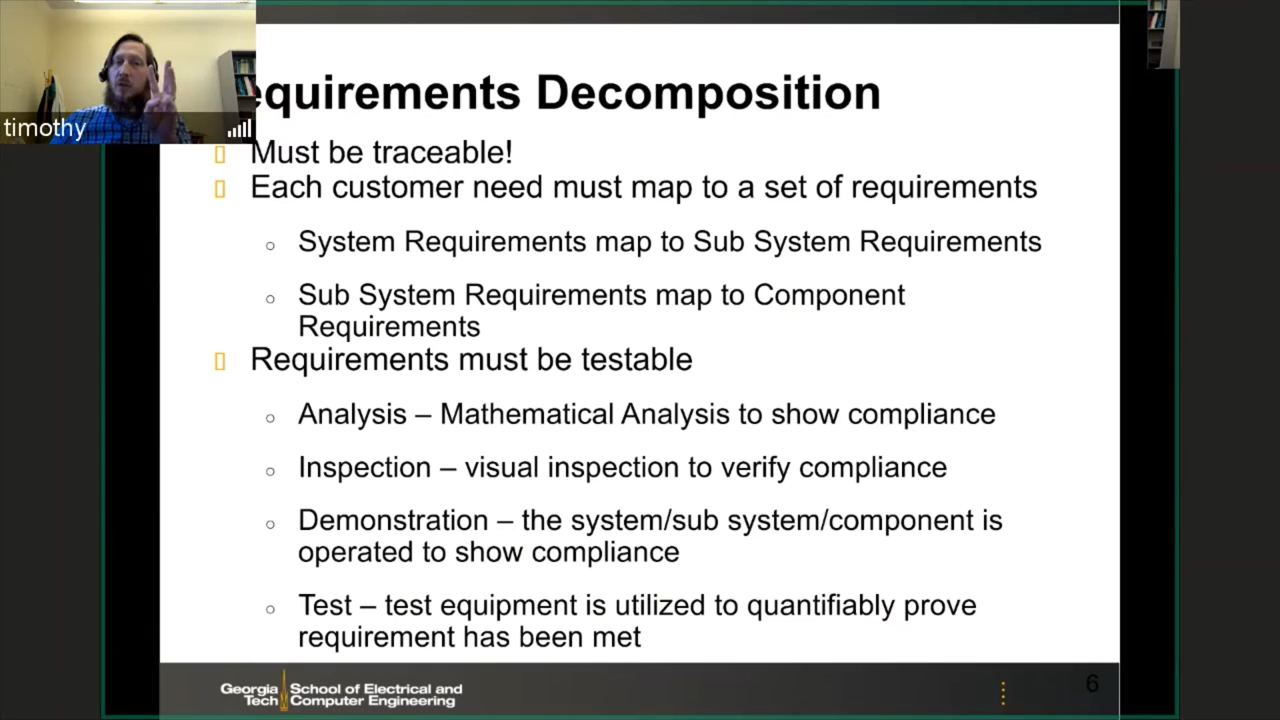 equirements Decomposition
timothy
Must be traceable!
Each customer need must map to a set of requirements
System Requirements map to Sub System Requirements
Sub System Requirements map to Component
Requirements
Requirements must be testable
Analysis – Mathematical Analysis to show compliance
Inspection – visual inspection to verify compliance
Demonstration – the system/sub system/component is
operated to show compliance
Test – test equipment is utilized to quantifiably prove
requirement has been met
Georgia School of Electrical and
Tech Computer Engineering
6